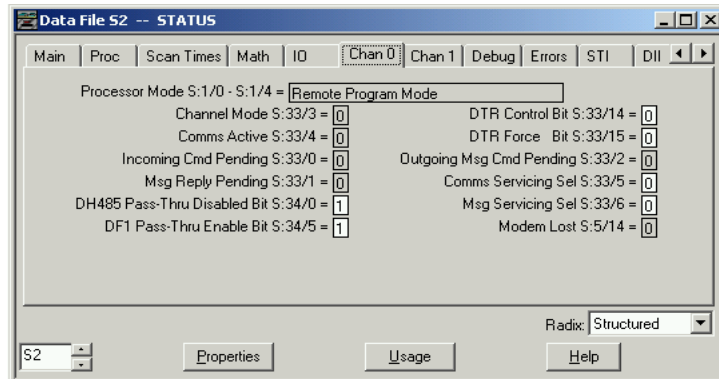 Data File S2 -- STATUS
Main Proc Scan Times Math IO Chan 0 Chan 1 Debug Errors STI DII
Processor Mode S:1/0 - S:1/4 = Remote Program Mode
Channel Mode S:33/3 = 0 DTR Control Bit S:33/14 = 0
Comms Active S:33/4 = 0 DTR Force Bit S:33/15 = 0
Incoming Cmd Pending S:33/0 = 0 Outgoing Msg Cmd Pending S:33/2 = 0
Msg Reply Pending S:33/1 = 0 Comms Servicing Sel S:33/5 = 0
DH485 Pass-Thru Disabled Bit S:34/0 = 1 Msg Servicing Sel S:33/6 = 0
DF1 Pass-Thru Enable Bit S:34/5 = 1 Modem Lost S:5/14 = 0
Radix: Structured
S2 Properties Usage Help